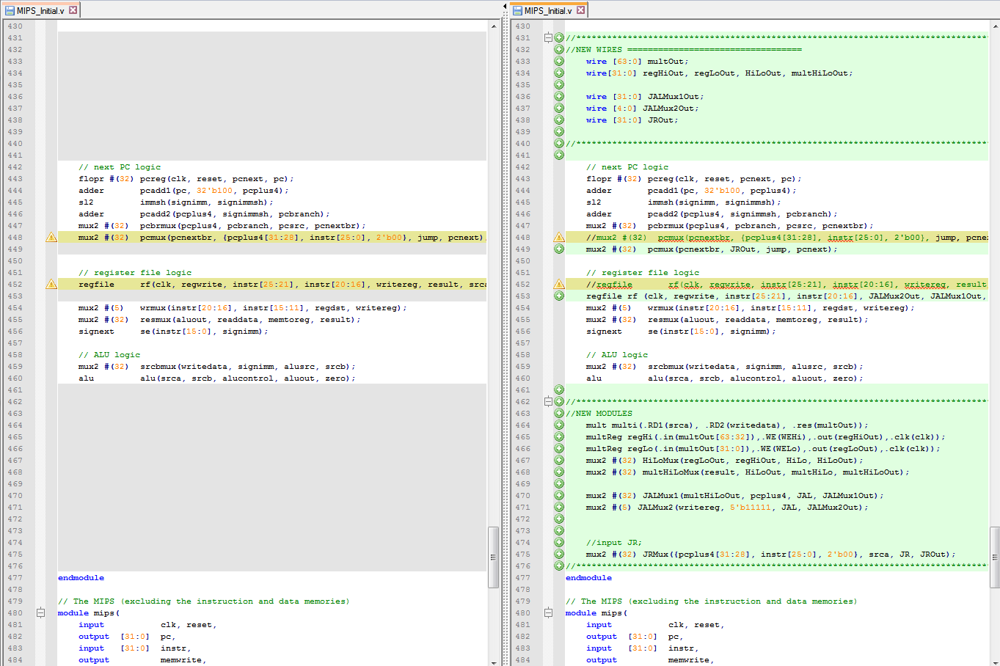 MIPS_Initial.v
430
431
432
433
434
435
436
437
438
439
440
441
442 // next PC logic
443 flopr #(32) pcreg(clk, reset, pcnext, pc);
444 adder pcadd1(pc, 32'b100, pcplus4);
445 sl2 immsh(signimm, signimmsh);
446 adder pcadd2(pcplus4, signimmsh, pcbranch);
447 mux2 #(32) pcbrmux(pcplus4, pcbranch, pcsrc, pcnextbr);
448 mux2 #(32) pcmux(pcnextbr, {pcplus4[31:28], instr[25:0], 2'b00}, jump, pcnext)
449
450
451 // register file logic
452 regfile rf(clk, regwrite, instr[25:21], instr[20:16], writereg, result, srca
453
454 mux2 #(5) wrmux(instr[20:16], instr[15:11], regdst, writereg);
455 mux2 #(32) resmux(aluout, readdata, memtoreg, result);
456 signext se(instr[15:0], signimm);
457
458 // ALU logic
459 mux2 #(32) srcbmux(writedata, signimm, alusrc, srcb);
460 alu alu(srca, srcb, alucontrol, aluout, zero);
461
462
463
464
465
466
467
468
469
470
471
472
473
474
475
476
477 endmodule
478
479 // The MIPS (excluding the instruction and data memories)
480 module mips(
481 input clk, reset,
482 output [31:0] pc,
483 input [31:0] instr,
484 output memwrite,
MIPS_Initial.v
430
431 //********************************************************************************
432 //NEW WIRES ==================================
433 wire [63:0] multOut;
434 wire[31:0] regHiOut, regLoOut, HiLoOut, multHiLoOut;
435
436 wire [31:0] JALMux1Out;
437 wire [4:0] JALMux2Out;
438 wire [31:0] JROut;
439
440 //********************************************************************************
441
442 // next PC logic
443 flopr #(32) pcreg(clk, reset, pcnext, pc);
444 adder pcadd1(pc, 32'b100, pcplus4);
445 sl2 immsh(signimm, signimmsh);
446 adder pcadd2(pcplus4, signimmsh, pcbranch);
447 mux2 #(32) pcbrmux(pcplus4, pcbranch, pcsrc, pcnextbr);
448 //mux2 #(32) pcmux(pcnextbr, {pcplus4[31:28], instr[25:0], 2'b00}, jump, pcne
449 mux2 #(32) pcmux(pcnextbr, JROut, jump, pcnext);
450
451 // register file logic
452 //regfile rf(clk, regwrite, instr[25:21], instr[20:16], writereg, result
453 regfile rf (clk, regwrite, instr[25:21], instr[20:16], JALMux2Out, JALMux1Out,
454 mux2 #(5) wrmux(instr[20:16], instr[15:11], regdst, writereg);
455 mux2 #(32) resmux(aluout, readdata, memtoreg, result);
456 signext se(instr[15:0], signimm);
457
458 // ALU logic
459 mux2 #(32) srcbmux(writedata, signimm, alusrc, srcb);
460 alu alu(srca, srcb, alucontrol, aluout, zero);
461
462 //********************************************************************************
463 //NEW MODULES
464 mult multi(.RD1(srca), .RD2(writedata), .res(multOut));
465 multReg regHi(.in(multOut[63:32]),.WE(WEHi),.out(regHiOut),.clk(clk));
466 multReg regLo(.in(multOut[31:0]),.WE(WELo),.out(regLoOut),.clk(clk));
467 mux2 #(32) HiLoMux(regLoOut, regHiOut, HiLo, HiLoOut);
468 mux2 #(32) multHiLoMux(result, HiLoOut, multHiLo, multHiLoOut);
469
470 mux2 #(32) JALMux1(multHiLoOut, pcplus4, JAL, JALMux1Out);
471 mux2 #(5) JALMux2(writereg, 5'b11111, JAL, JALMux2Out);
472
473
474 //input JR;
475 mux2 #(32) JRMux({pcplus4[31:28], instr[25:0], 2'b00}, srca, JR, JROut);
476 //********************************************************************************
477 endmodule
478
479 // The MIPS (excluding the instruction and data memories)
480 module mips(
481 input clk, reset,
482 output [31:0] pc,
483 input [31:0] instr,
484 output memwrite,